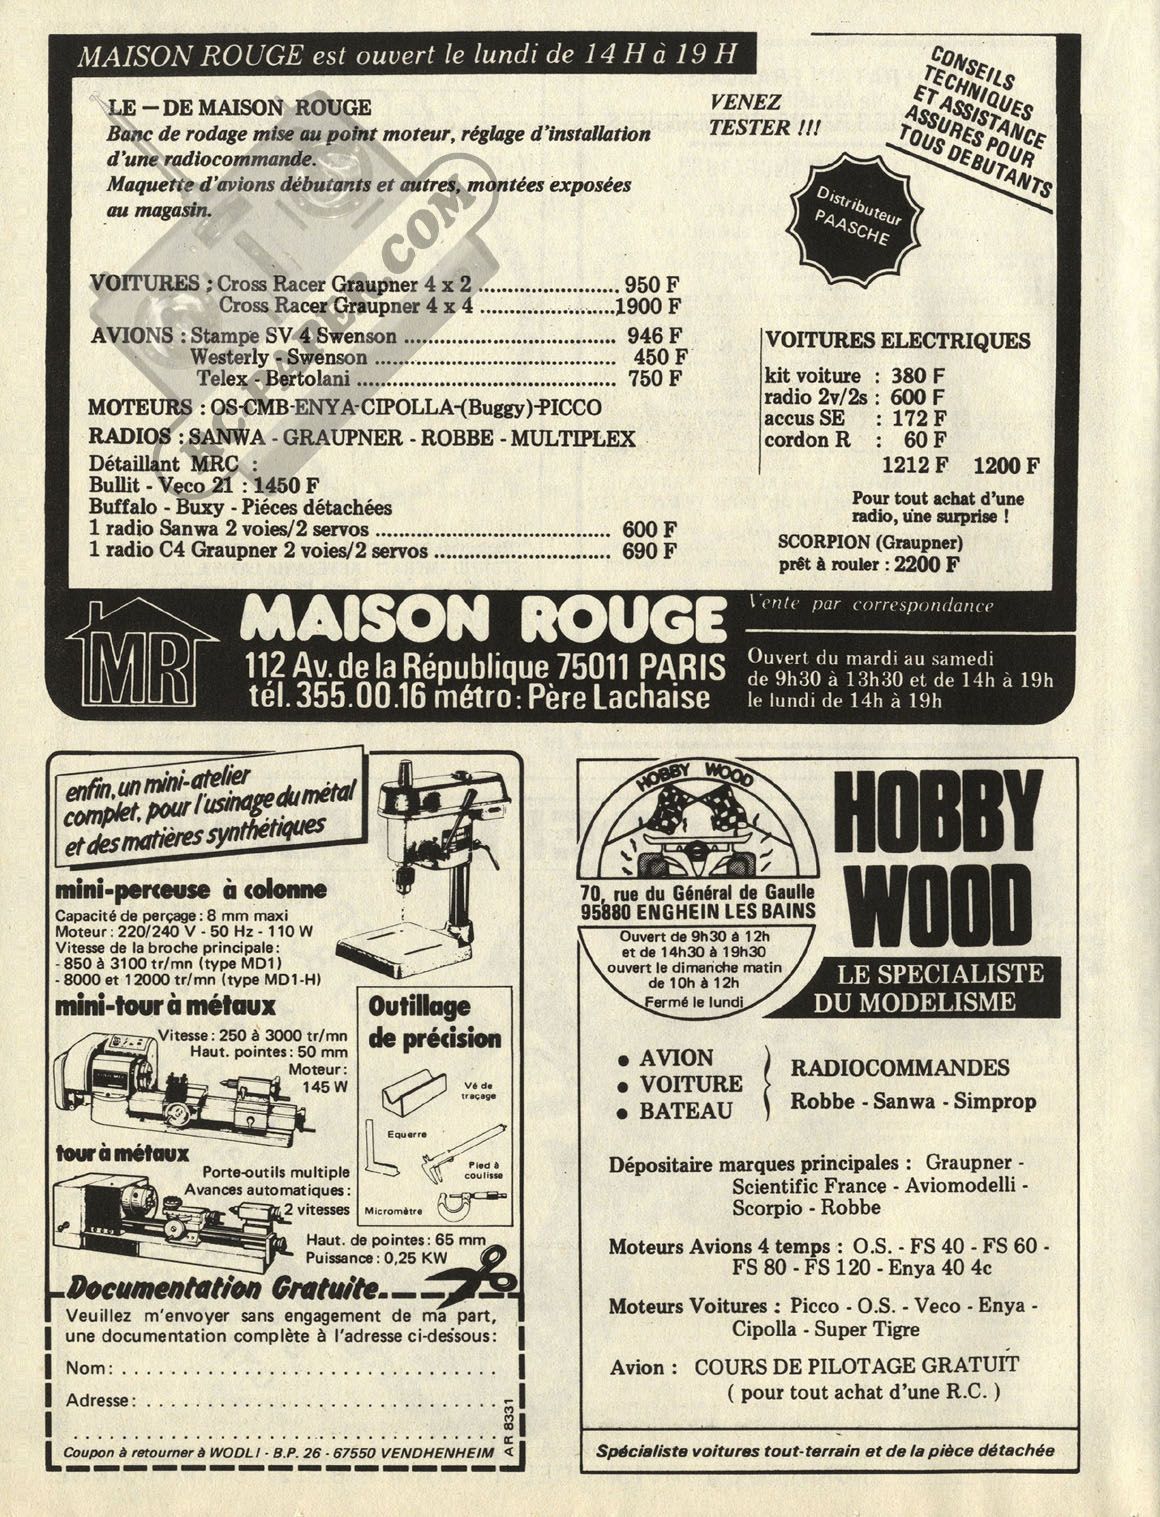 MAISON ROUGE est ouvert le lundi de 14 H à 19 H
LE — DE MAISON ROUGE
Banc de rodage mise au point moteur, réglage d'installation
d'une radiocommande.
Maquette d'avions débutants et autres, montées exposées
au magasin.
VENEZ
TESTER !!!
CONSEILS
TECHNIQUES
ET ASSISTANCE
ASSURES POUR
TOUS DEBUTANTS
Distributeur
PAASCHE
RC-PAPER.COM
VOITURES : Cross Racer Graupner 4 x 2 ...................... 950 F
Cross Racer Graupner 4 x 4 ...................... 1900 F
AVIONS : Stampe SV 4 Swenson .................................. 946 F
Westerly - Swenson ........................................ 450 F
Telex - Bertolani ......................................... 750 F
MOTEURS : OS-CMB-ENYA-CIPOLLA-(Buggy)-PICCO
RADIOS : SANWA - GRAUPNER - ROBBE - MULTIPLEX
Détaillant MRC :
Bullit - Veco 21 : 1450 F
Buffalo - Buxy - Piéces détachées
1 radio Sanwa 2 voies/2 servos ...................................... 600 F
1 radio C4 Graupner 2 voies/2 servos ............................ 690 F
VOITURES ELECTRIQUES
kit voiture : 380 F
radio 2v/2s : 600 F
accus SE : 172 F
cordon R : 60 F
1212 F 1200 F
Pour tout achat d'une
radio, une surprise !
SCORPION (Graupner)
prêt à rouler : 2200 F
MR
MAISON ROUGE
112 Av. de la République 75011 PARIS
tél. 355.00.16 métro : Père Lachaise
Vente par correspondance
Ouvert du mardi au samedi
de 9h30 à 13h30 et de 14h à 19h
le lundi de 14h à 19h
enfin, un mini-atelier
complet, pour l'usinage du métal
et des matières synthétiques
mini-perceuse à colonne
Capacité de perçage : 8 mm maxi
Moteur : 220/240 V - 50 Hz - 110 W
Vitesse de la broche principale :
- 850 à 3100 tr/mn (type MD1)
- 8000 et 12000 tr/mn (type MD1-H)
mini-tour à métaux
Vitesse : 250 à 3000 tr/mn
Haut. pointes : 50 mm
Moteur :
145 W
Outillage
de précision
Vé de
traçage
Equerre
Pied à
coulisse
Micromètre
tour à métaux
Porte-outils multiple
Avances automatiques :
2 vitesses
Haut. de pointes : 65 mm
Puissance : 0,25 KW
Documentation Gratuite
Veuillez m'envoyer sans engagement de ma part,
une documentation complète à l'adresse ci-dessous :
Nom :
Adresse :
AR 8331
Coupon à retourner à WODLI - B.P. 26 - 67550 VENDHENHEIM
HOBBY WOOD
70, rue du Général de Gaulle
95880 ENGHEIN LES BAINS
Ouvert de 9h30 à 12h
et de 14h30 à 19h30
ouvert le dimanche matin
de 10h à 12h
Fermé le lundi
HOBBY
WOOD
LE SPECIALISTE
DU MODELISME
● AVION
● VOITURE
● BATEAU
RADIOCOMMANDES
Robbe - Sanwa - Simprop
Dépositaire marques principales : Graupner -
Scientific France - Aviomodelli -
Scorpio - Robbe
Moteurs Avions 4 temps : O.S. - FS 40 - FS 60 -
FS 80 - FS 120 - Enya 40 4c
Moteurs Voitures : Picco - O.S. - Veco - Enya -
Cipolla - Super Tigre
Avion : COURS DE PILOTAGE GRATUIT
( pour tout achat d'une R.C. )
Spécialiste voitures tout-terrain et de la pièce détachée